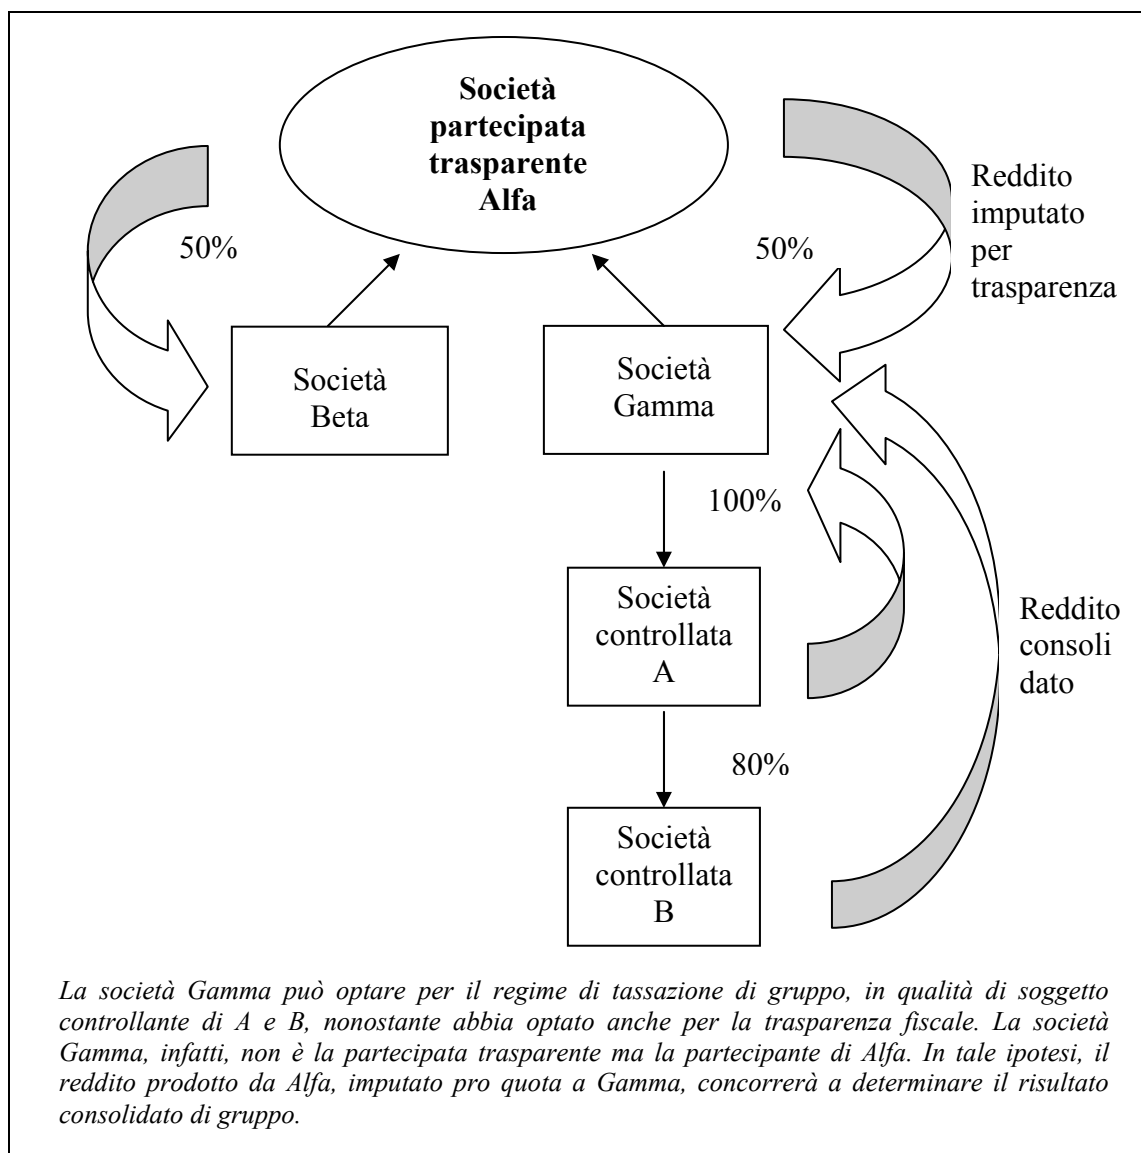 Società
partecipata
trasparente
Alfa
Reddito
imputato
per
trasparenza
50%
50%
Società
Beta
Società
Gamma
100%
Società
controllata
A
Reddito
consoli
dato
80%
Società
controllata
B
La società Gamma può optare per il regime di tassazione di gruppo, in qualità di soggetto
controllante di A e B, nonostante abbia optato anche per la trasparenza fiscale. La società
Gamma, infatti, non è la partecipata trasparente ma la partecipante di Alfa. In tale ipotesi, il
reddito prodotto da Alfa, imputato pro quota a Gamma, concorrerà a determinare il risultato
consolidato di gruppo.